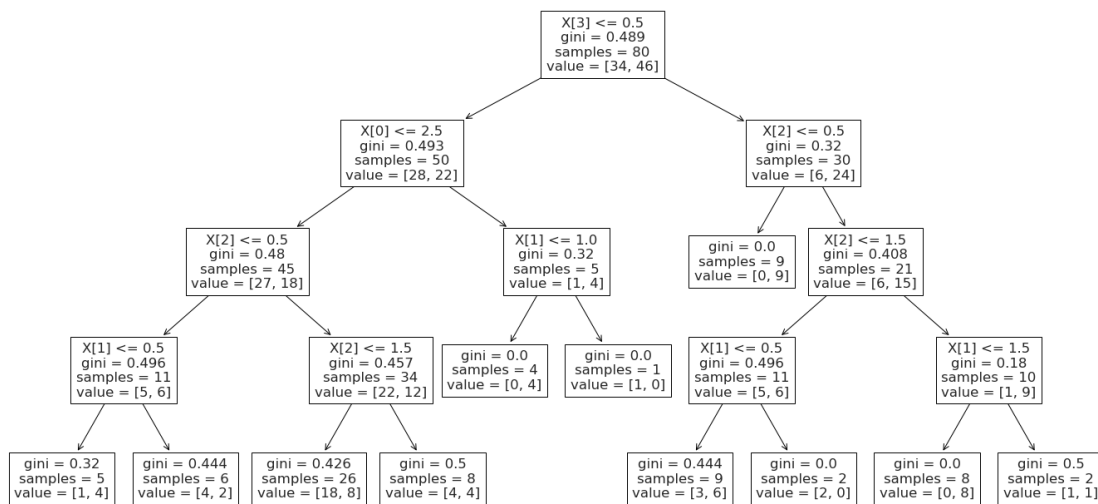 X[3] <= 0.5
gini = 0.489
samples = 80
value = [34, 46]
X[0] <= 2.5
gini = 0.493
samples = 50
value = [28, 22]
X[2] <= 0.5
gini = 0.32
samples = 30
value = [6, 24]
X[2] <= 0.5
gini = 0.48
samples = 45
value = [27, 18]
X[1] <= 1.0
gini = 0.32
samples = 5
value = [1, 4]
gini = 0.0
samples = 9
value = [0, 9]
X[2] <= 1.5
gini = 0.408
samples = 21
value = [6, 15]
X[1] <= 0.5
gini = 0.496
samples = 11
value = [5, 6]
X[2] <= 1.5
gini = 0.457
samples = 34
value = [22, 12]
gini = 0.0
samples = 4
value = [0, 4]
gini = 0.0
samples = 1
value = [1, 0]
X[1] <= 0.5
gini = 0.496
samples = 11
value = [5, 6]
X[1] <= 1.5
gini = 0.18
samples = 10
value = [1, 9]
gini = 0.32
samples = 5
value = [1, 4]
gini = 0.444
samples = 6
value = [4, 2]
gini = 0.426
samples = 26
value = [18, 8]
gini = 0.5
samples = 8
value = [4, 4]
gini = 0.444
samples = 9
value = [3, 6]
gini = 0.0
samples = 2
value = [2, 0]
gini = 0.0
samples = 8
value = [0, 8]
gini = 0.5
samples = 2
value = [1, 1]